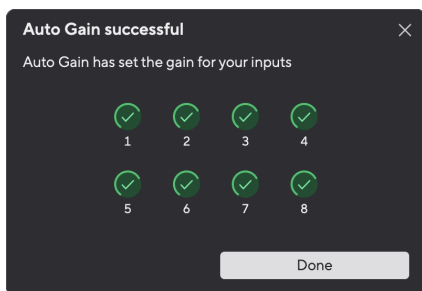 Auto Gain successful
Auto Gain has set the gain for your inputs
1 2 3 4
5 6 7 8
Done